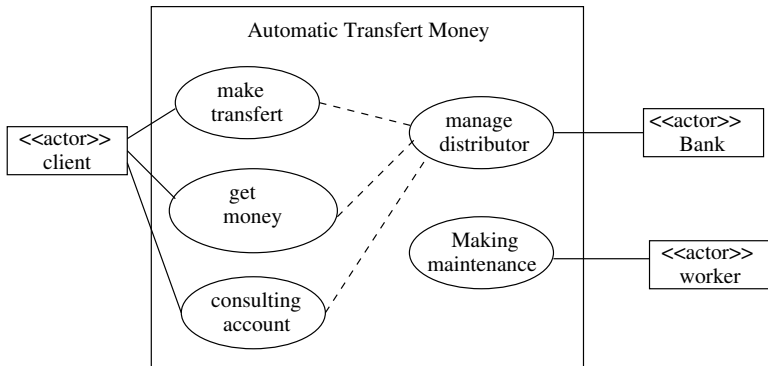 Automatic Transfert Money
make
transfert
manage
distributor
<<actor>>
client
<<actor>>
Bank
get
money
Making
maintenance
<<actor>>
worker
consulting
account